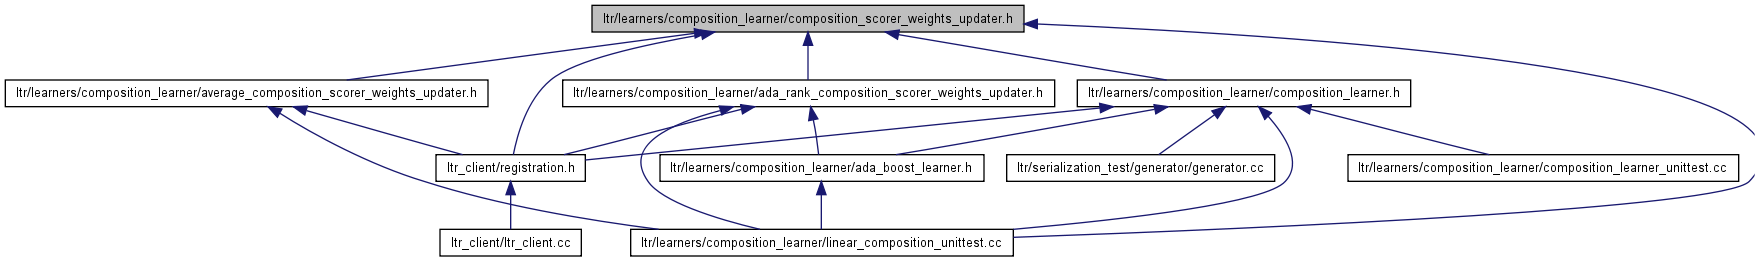 ltr/learners/composition_learner/composition_scorer_weights_updater.h
ltr/learners/composition_learner/average_composition_scorer_weights_updater.h
ltr/learners/composition_learner/ada_rank_composition_scorer_weights_updater.h
ltr/learners/composition_learner/composition_learner.h
ltr_client/registration.h
ltr/learners/composition_learner/ada_boost_learner.h
ltr/serialization_test/generator/generator.cc
ltr/learners/composition_learner/composition_learner_unittest.cc
ltr_client/ltr_client.cc
ltr/learners/composition_learner/linear_composition_unittest.cc